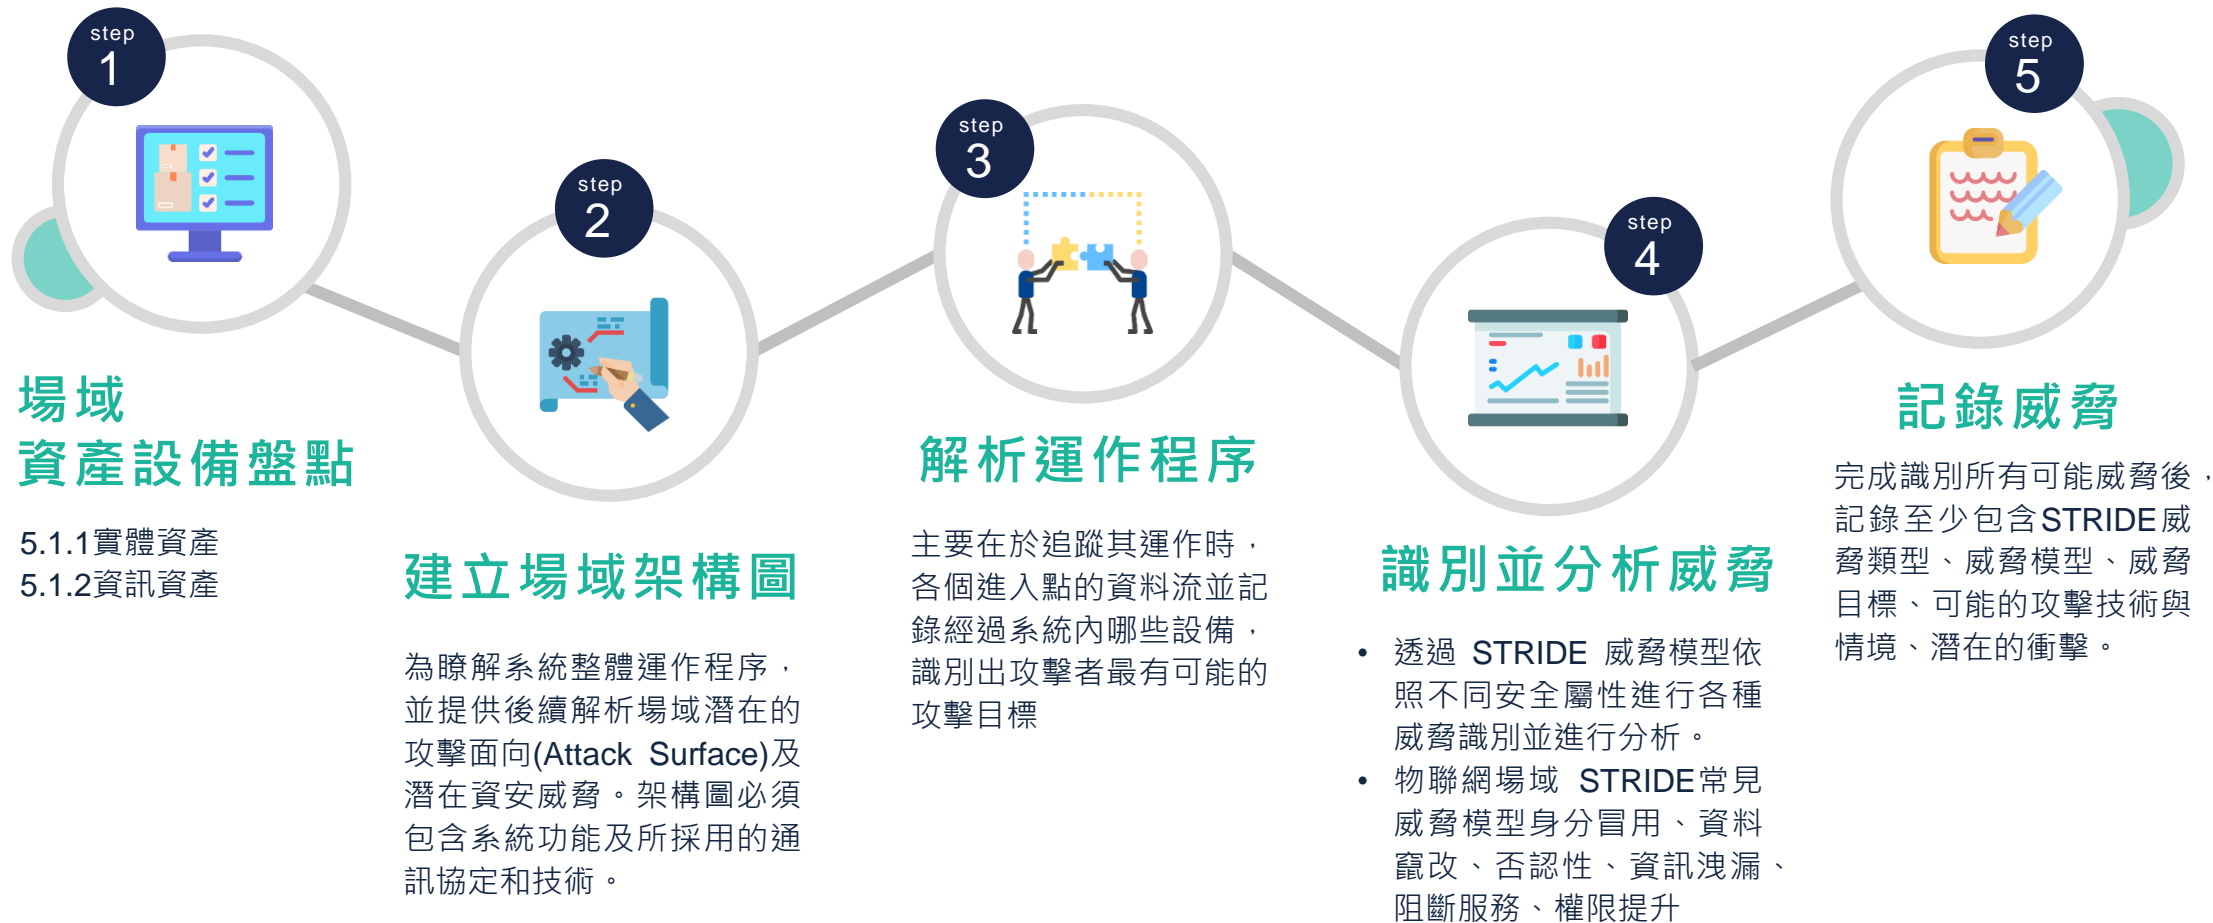 step
1
場域
資產設備盤點
5.1.1實體資產
5.1.2資訊資產
step
2
建立場域架構圖
為瞭解系統整體運作程序，
並提供後續解析場域潛在的
攻擊面向(Attack Surface)及
潛在資安威脅。架構圖必須
包含系統功能及所採用的通
訊協定和技術。
step
3
解析運作程序
主要在於追蹤其運作時，
各個進入點的資料流並記
錄經過系統內哪些設備，
識別出攻擊者最有可能的
攻擊目標
step
4
識別並分析威脅
• 透過 STRIDE 威脅模型依
照不同安全屬性進行各種
威脅識別並進行分析。
• 物聯網場域 STRIDE常見
威脅模型身分冒用、資料
竄改、否認性、資訊洩漏、
阻斷服務、權限提升
step
5
記錄威脅
完成識別所有可能威脅後，
記錄至少包含STRIDE威
脅類型、威脅模型、威脅
目標、可能的攻擊技術與
情境、潛在的衝擊。